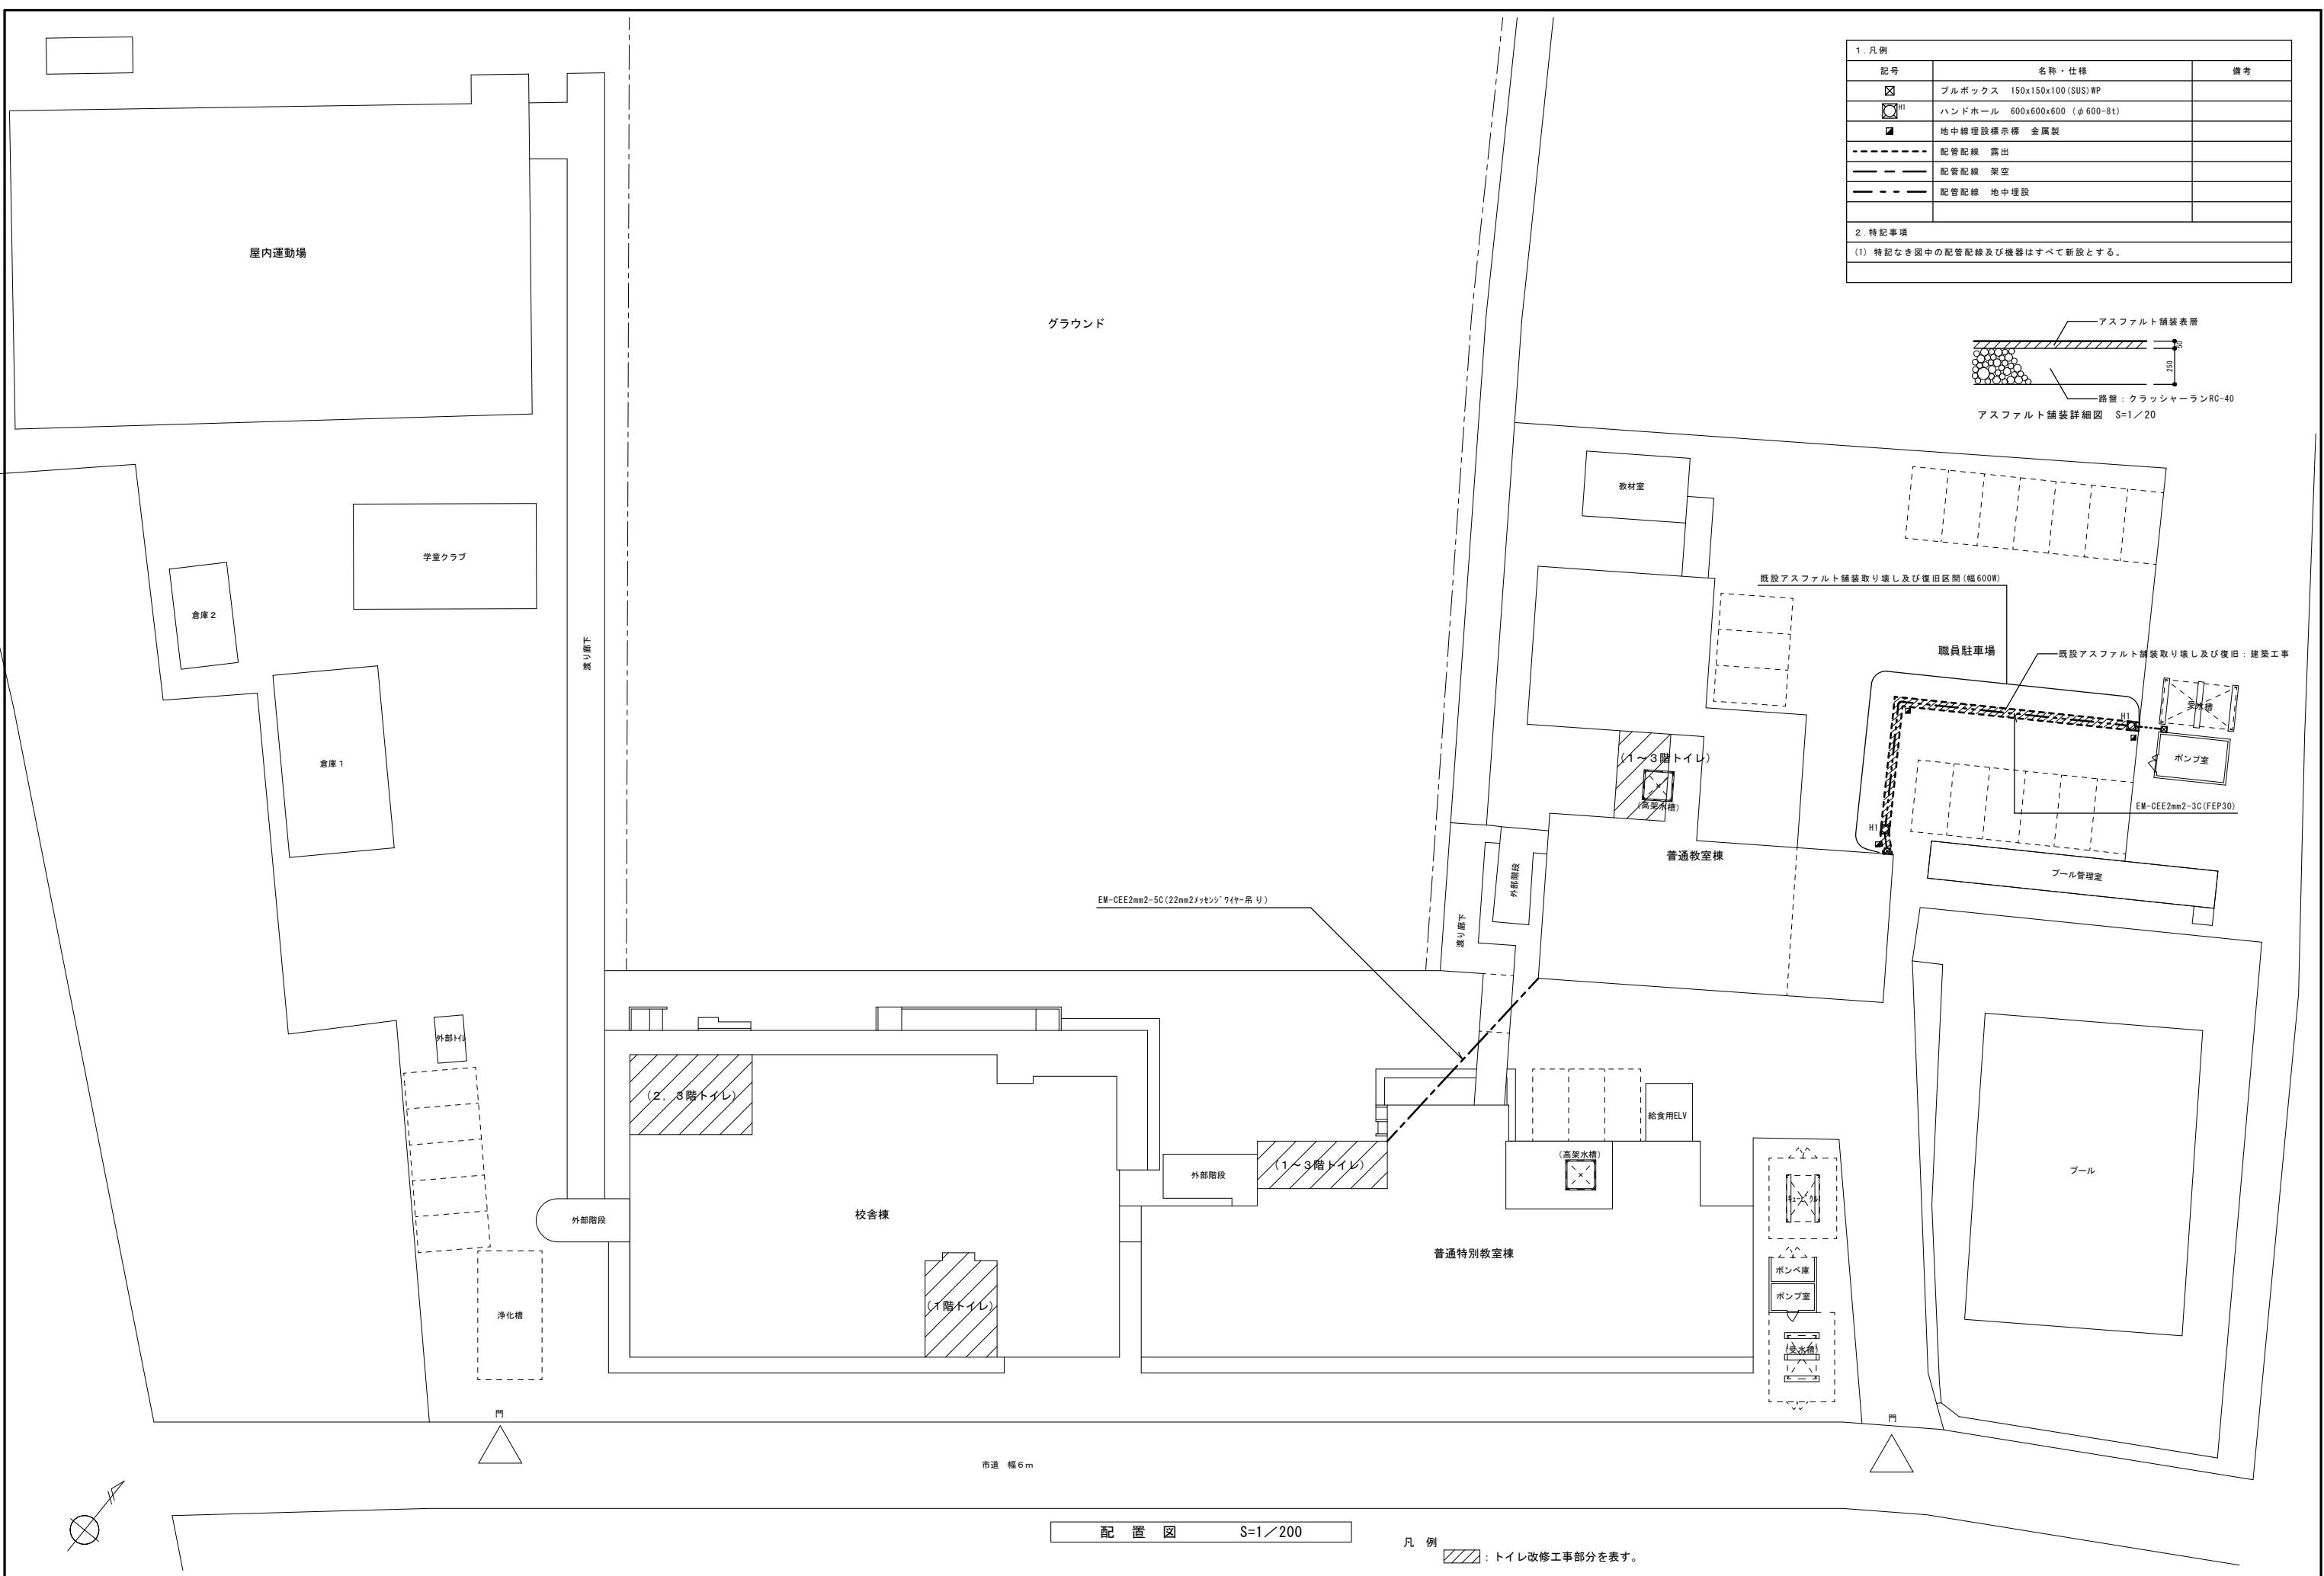 1.凡例
記号 名称・仕様 備考
プルボックス 150x150x100(SUS)WP
H1 ハンドホール 600x600x600 (φ600-8t)
地中線埋設標示標 金属製
配管配線 露出
配管配線 架空
配管配線 地中埋設
2.特記事項
(1) 特記なき図中の配管配線及び機器はすべて新設とする。
アスファルト舗装表層
50
250
路盤：クラッシャーランRC-40
アスファルト舗装詳細図 S=1／20
屋内運動場
グラウンド
教材室
学童クラブ
倉庫２
倉庫１
渡り廊下
既設アスファルト舗装取り壊し及び復旧区間(幅600W)
職員駐車場
既設アスファルト舗装取り壊し及び復旧：建築工事
受水槽
H1
ポンプ室
EM-CEE2mm2-3C(FEP30)
H1
(１～３階トイレ)
(高架水槽)
普通教室棟
プール管理室
外部階段
渡り廊下
EM-CEE2mm2-5C(22mm2ﾒｯｾﾝｼﾞﾜｲﾔｰ吊り)
外部ﾄｲﾚ
(２，３階トイレ)
給食用ELV
(高架水槽)
外部階段
(１～３階トイレ)
プール
キュービクル
外部階段
校舎棟
普通特別教室棟
ボンベ庫
ポンプ室
(受水槽)
(１階トイレ)
浄化槽
門
門
市道 幅６ｍ
配 置 図 S=1／200
凡 例
：トイレ改修工事部分を表す。